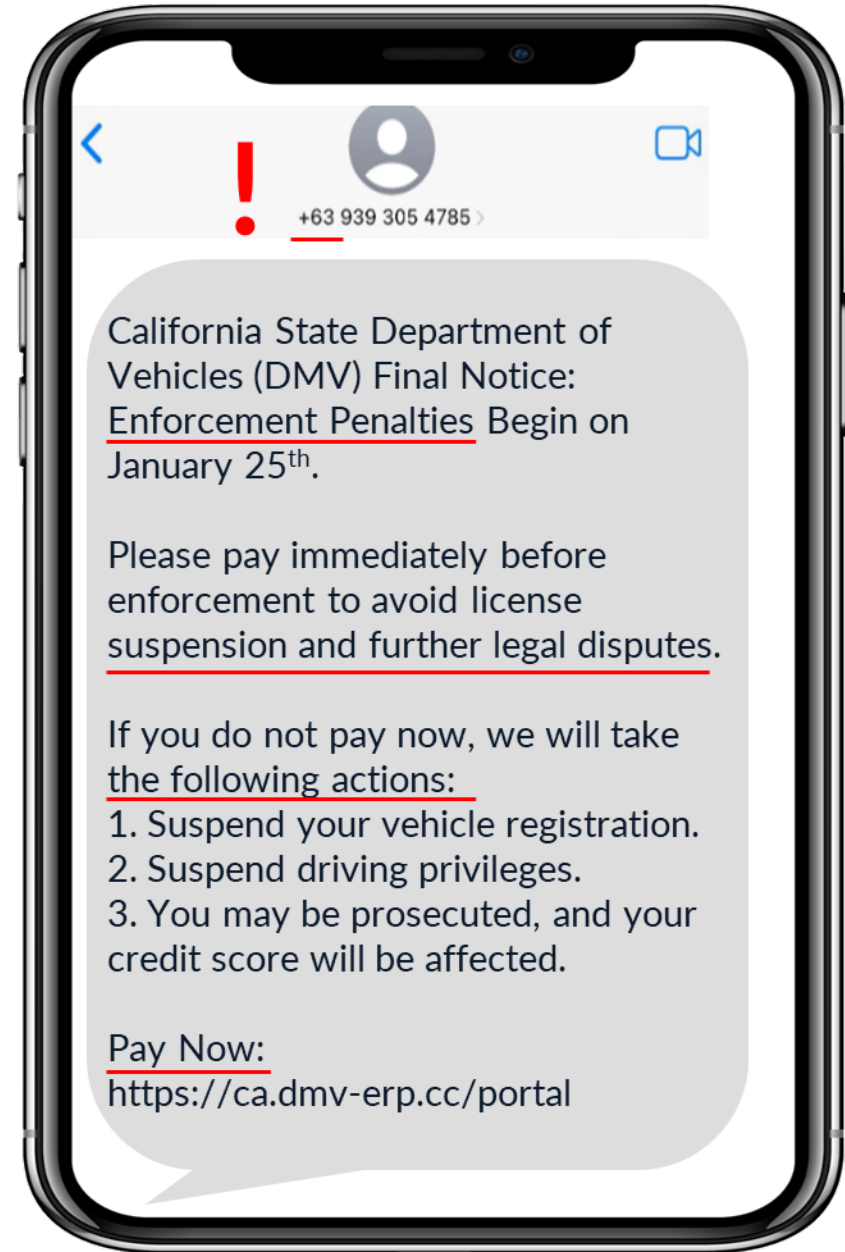 +63 939 305 4785 >
!
California State Department of
Vehicles (DMV) Final Notice:
Enforcement Penalties Begin on
January 25th.
Please pay immediately before
enforcement to avoid license
suspension and further legal disputes.
If you do not pay now, we will take
the following actions:
1. Suspend your vehicle registration.
2. Suspend driving privileges.
3. You may be prosecuted, and your
credit score will be affected.
Pay Now:
https://ca.dmv-erp.cc/portal